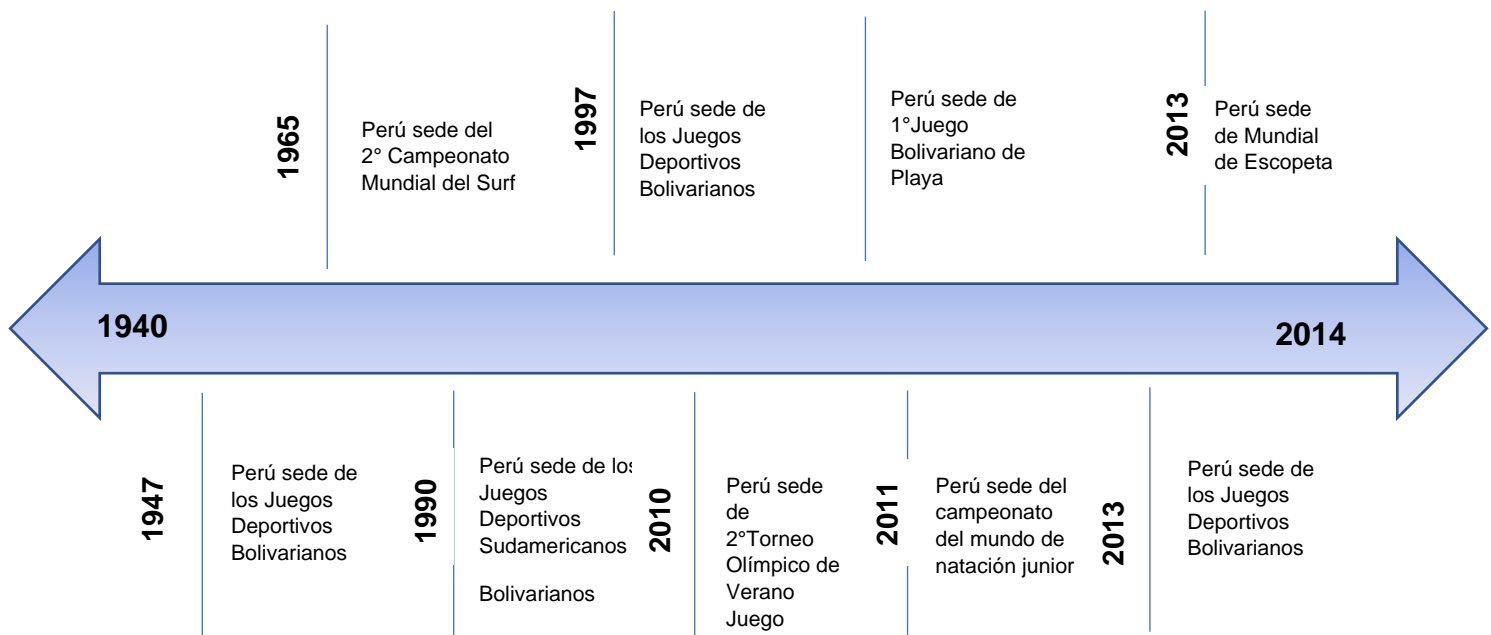 1965
Perú sede del
2° Campeonato
Mundial del Surf
1997
Perú sede de
los Juegos
Deportivos
Bolivarianos
Perú sede de
1°Juego
Bolivariano de
Playa
2013
Perú sede
de Mundial
de Escopeta
1940
2014
1947
Perú sede de
los Juegos
Deportivos
Bolivarianos
1990
Perú sede de los
Juegos
Deportivos
Sudamericanos
Bolivarianos
2010
Perú sede
de
2°Torneo
Olímpico de
Verano
Juego
2011
Perú sede del
campeonato
del mundo de
natación junior
2013
Perú sede de
los Juegos
Deportivos
Bolivarianos